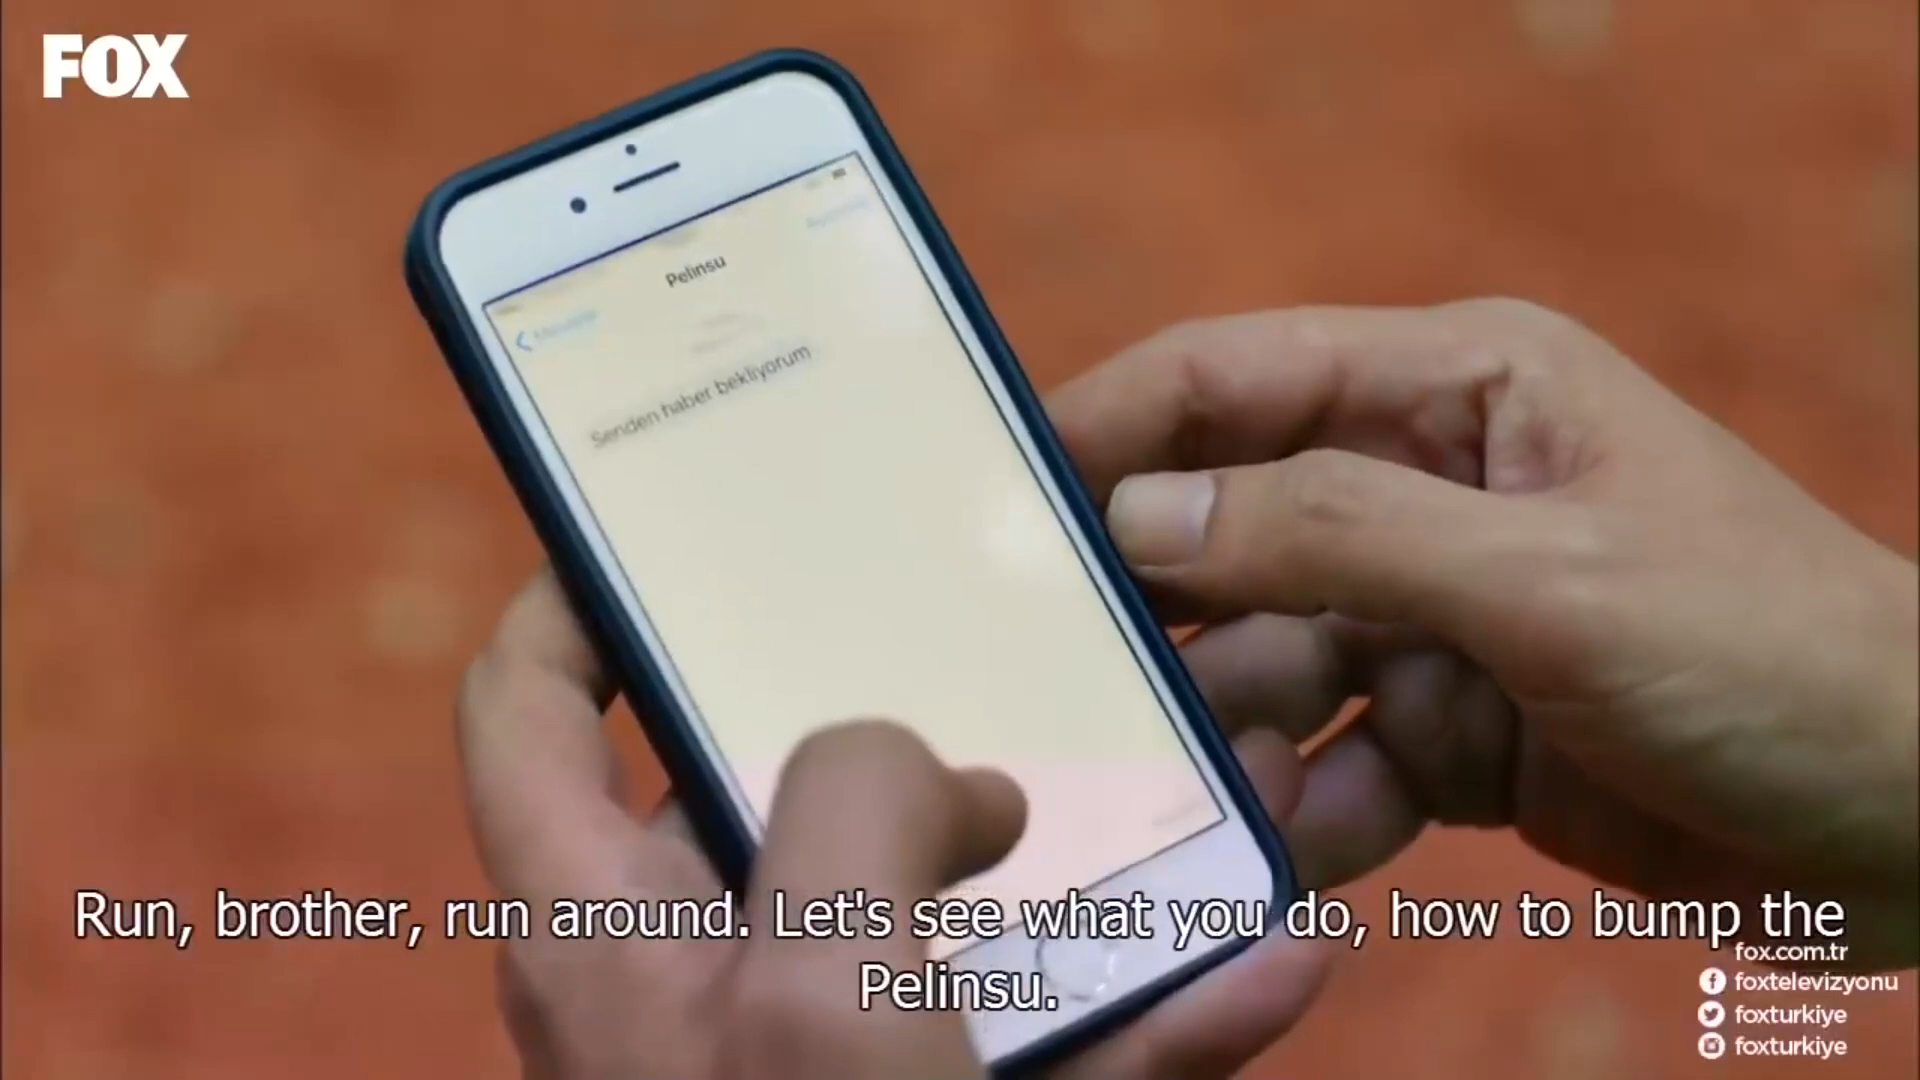 FOX
Pelinsu
Senden haber bekliyorum
Run, brother, run around. Let's see what you do, how to bump the
Pelinsu.
fox.com.tr
foxtelevizyonu
foxturkiye
foxturkiye